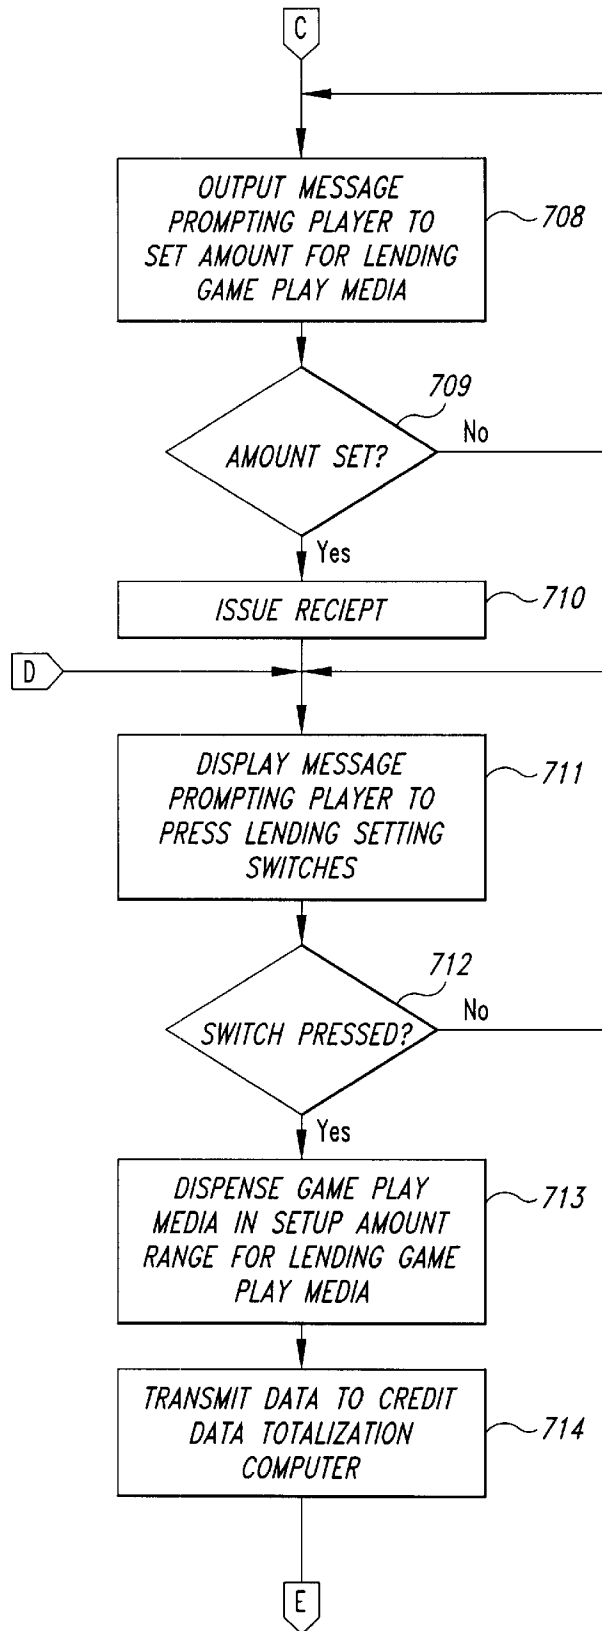 C
OUTPUT MESSAGE
PROMPTING PLAYER TO
SET AMOUNT FOR LENDING
GAME PLAY MEDIA
708
709
AMOUNT SET?
No
Yes
ISSUE RECIEPT
710
D
DISPLAY MESSAGE
PROMPTING PLAYER TO
PRESS LENDING SETTING
SWITCHES
711
712
SWITCH PRESSED?
No
Yes
DISPENSE GAME PLAY
MEDIA IN SETUP AMOUNT
RANGE FOR LENDING GAME
PLAY MEDIA
713
TRANSMIT DATA TO CREDIT
DATA TOTALIZATION
COMPUTER
714
E